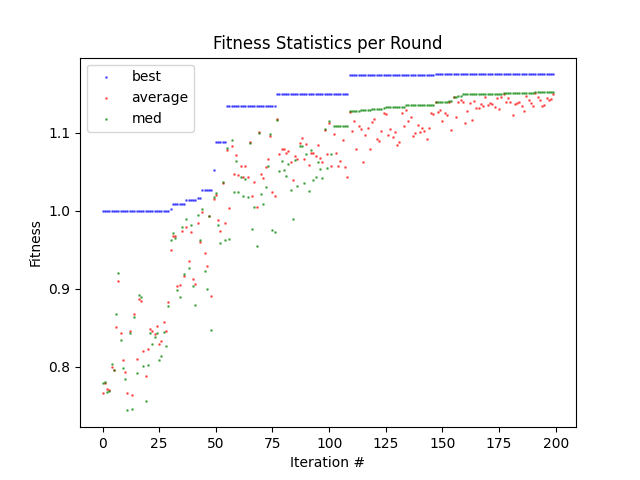 Fitness Statistics per Round
best
average
med
Fitness
1.1
1.0
0.9
0.8
0 25 50 75 100 125 150 175 200
Iteration #